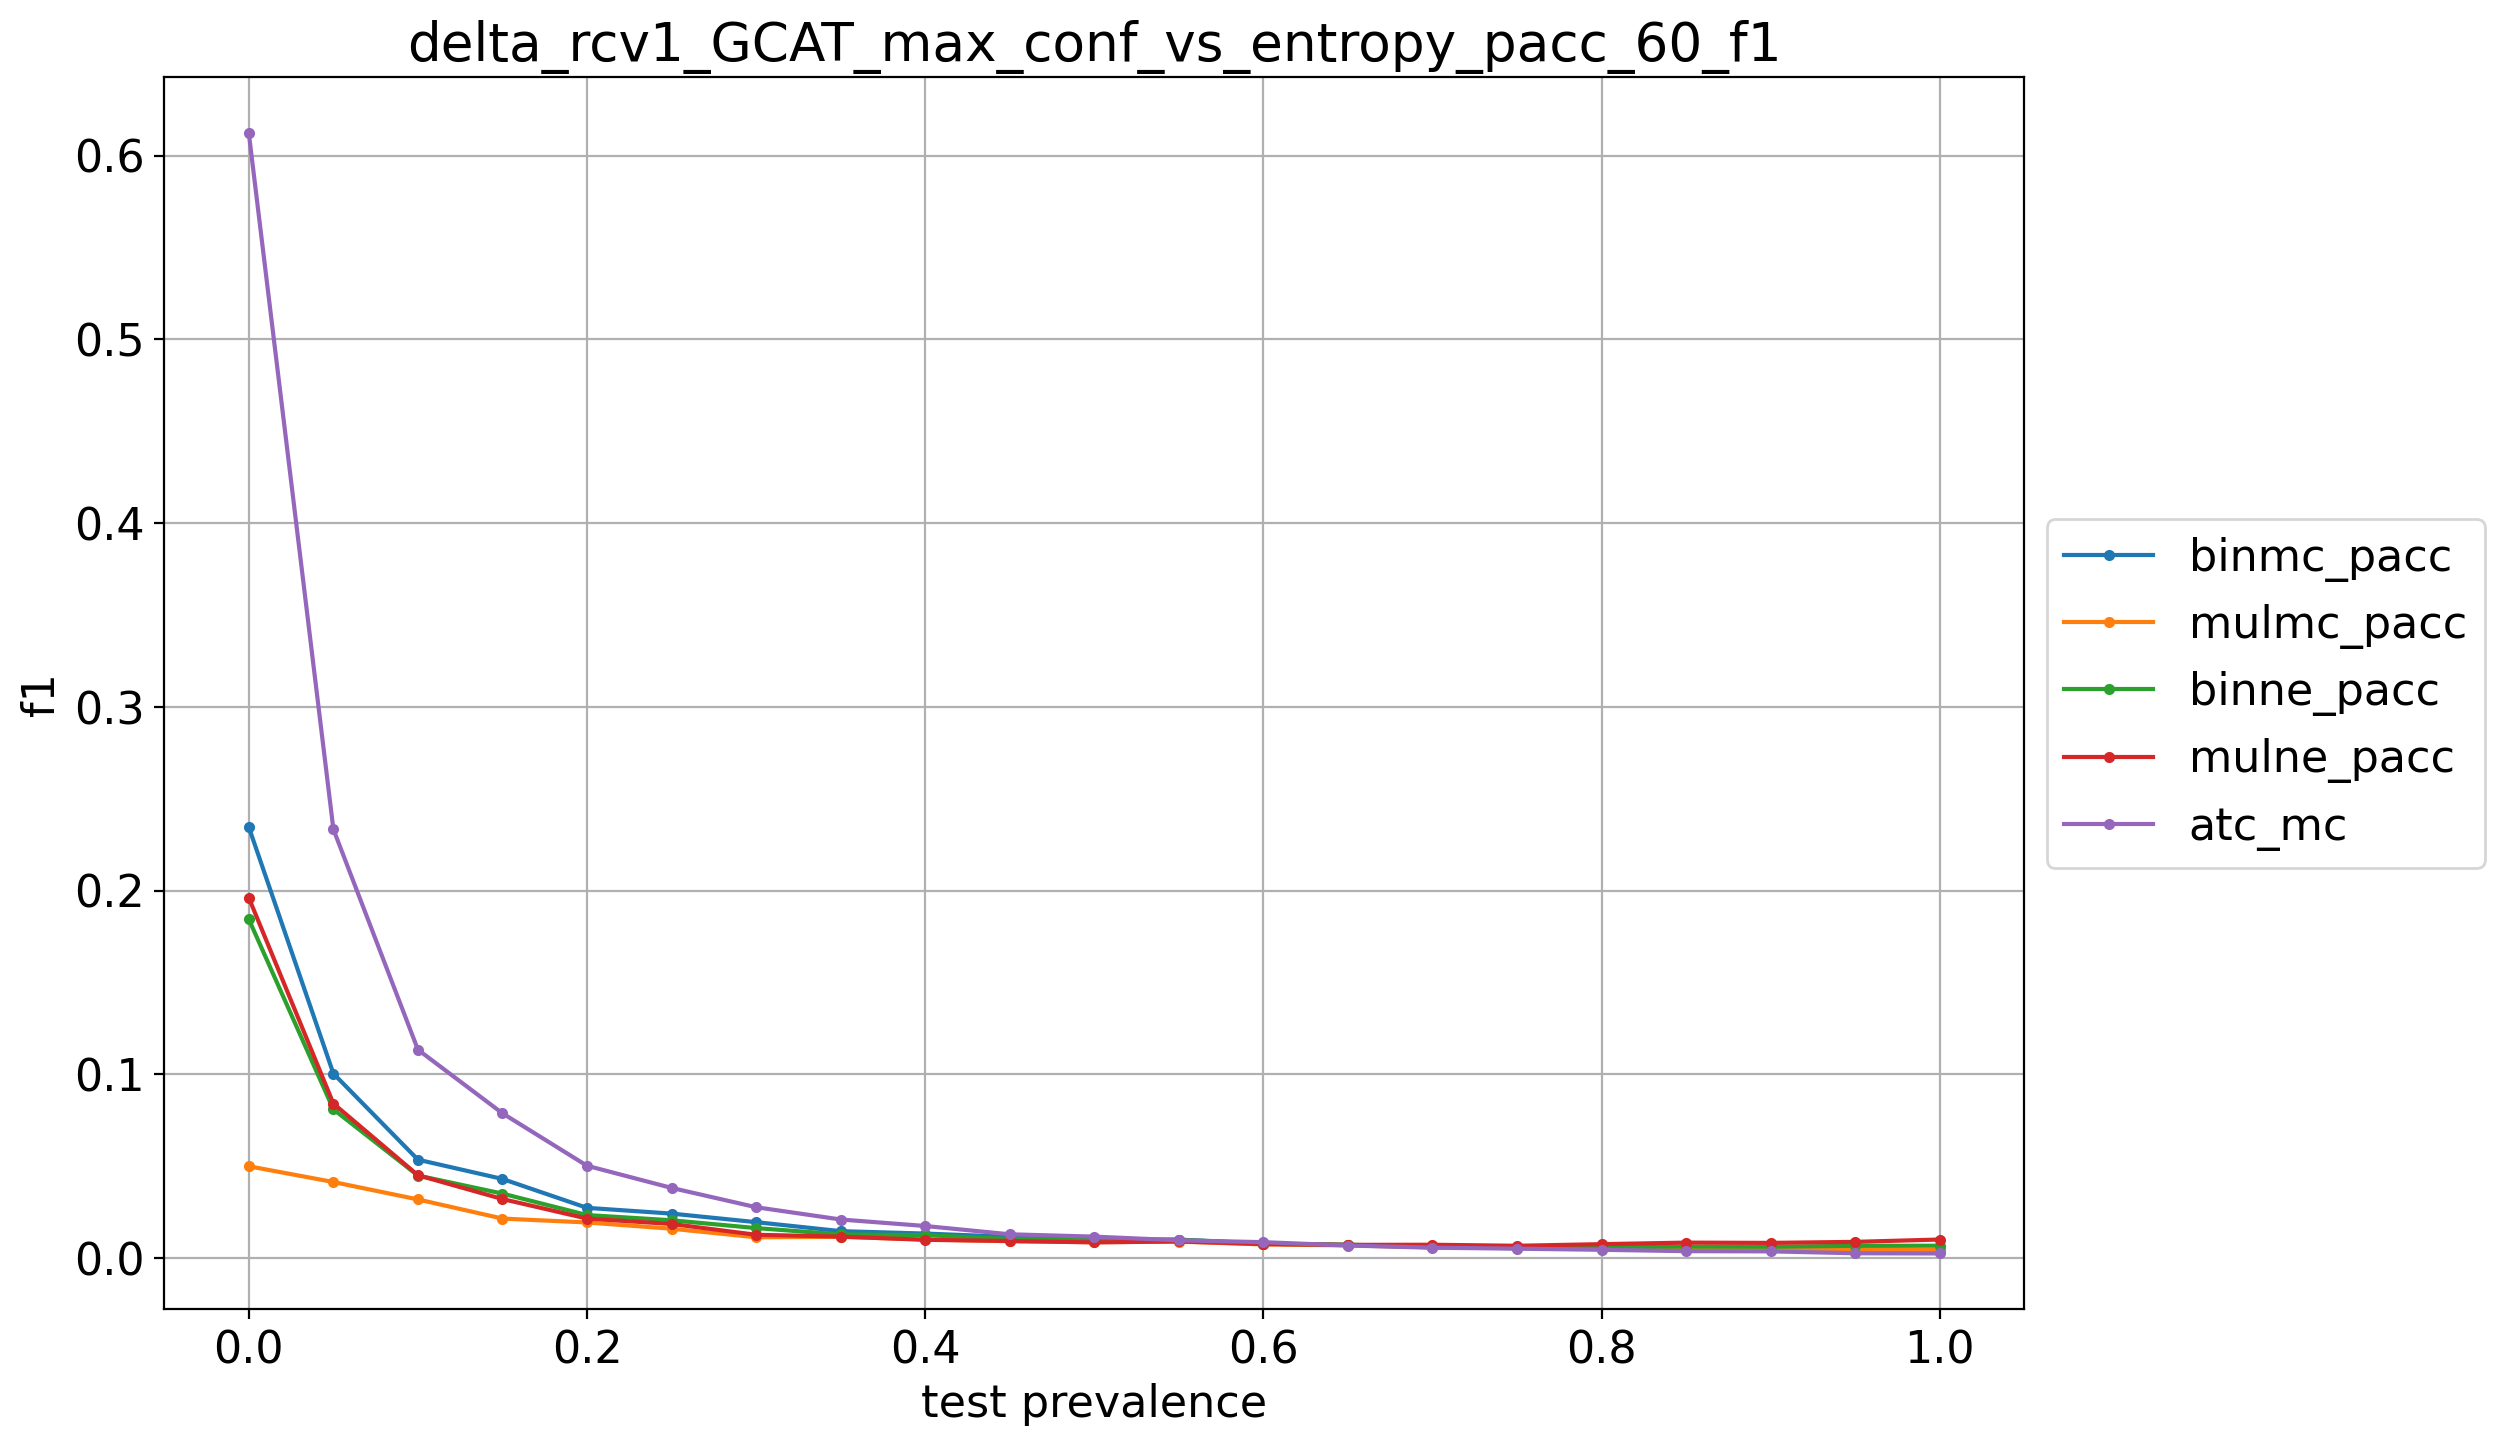 delta_rcv1_GCAT_max_conf_vs_entropy_pacc_60_f1
0.6
0.5
0.4
0.3
0.2
0.1
0.0
f1
0.0 0.2 0.4 0.6 0.8 1.0
test prevalence
binmc_pacc
mulmc_pacc
binne_pacc
mulne_pacc
atc_mc